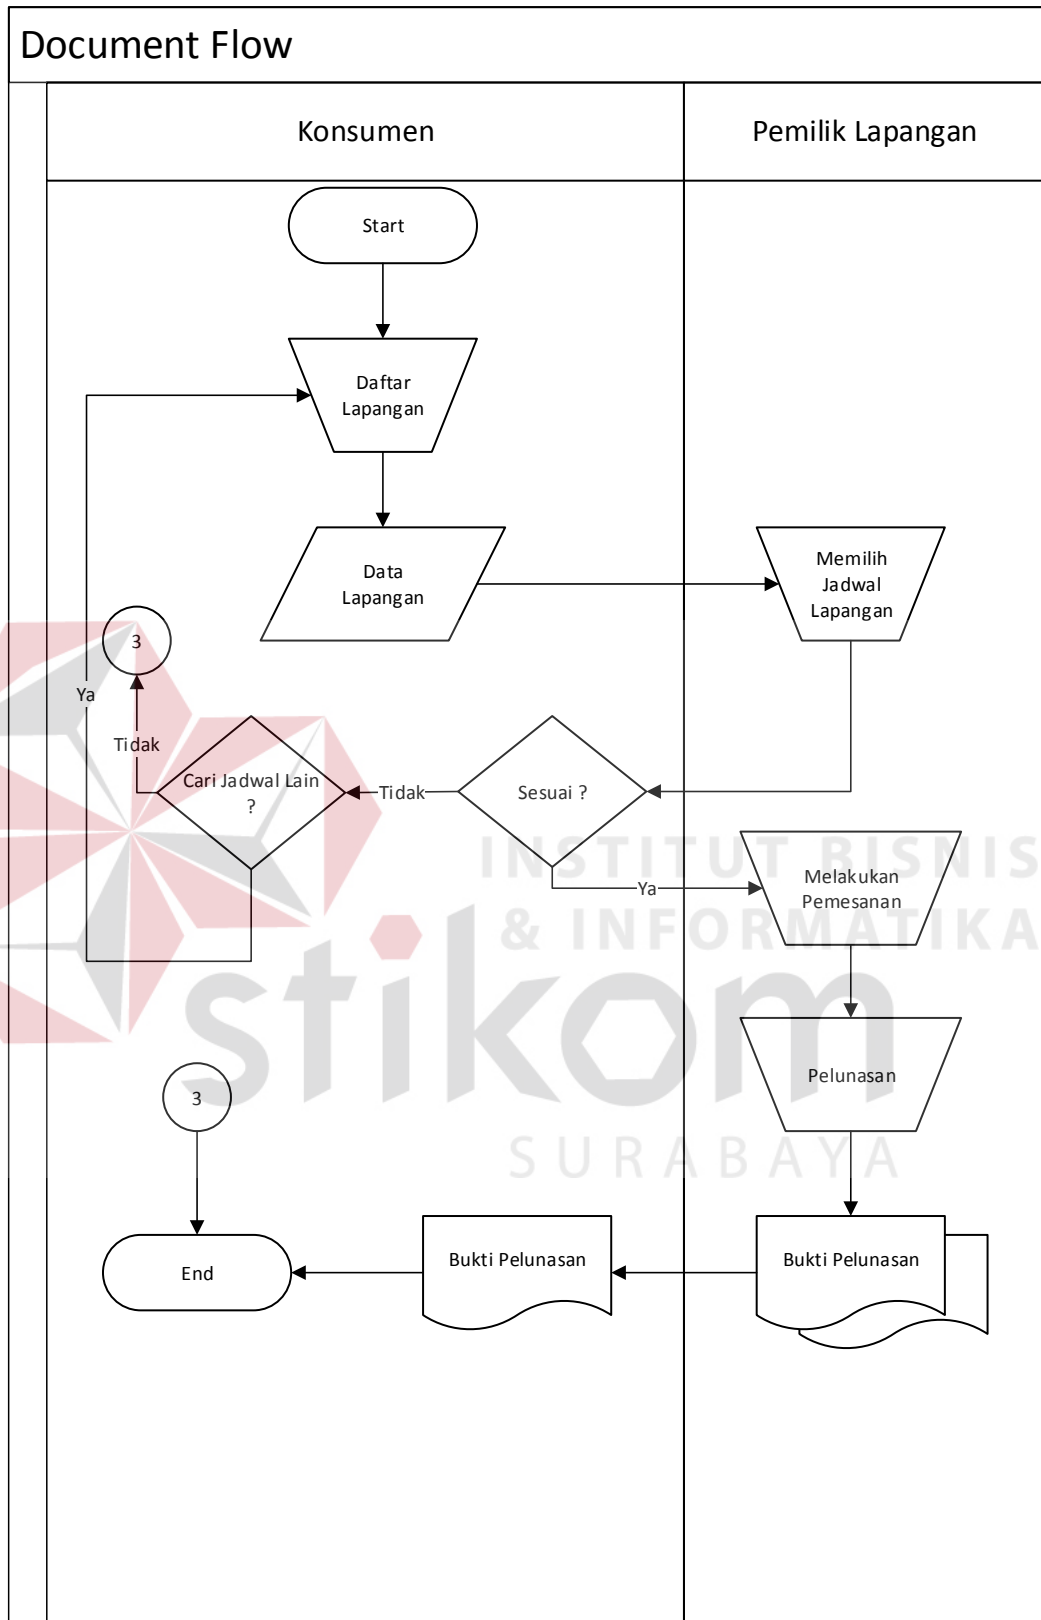 Document Flow
Konsumen
Pemilik Lapangan
Start
Daftar
Lapangan
Data
Lapangan
Memilih
Jadwal
Lapangan
3
Ya
Tidak
Cari Jadwal Lain
?
Tidak
Sesuai ?
Ya
Melakukan
Pemesanan
INSTITUT BISNIS
& INFORMATIKA
stikom
SURABAYA
Pelunasan
3
End
Bukti Pelunasan
Bukti Pelunasan